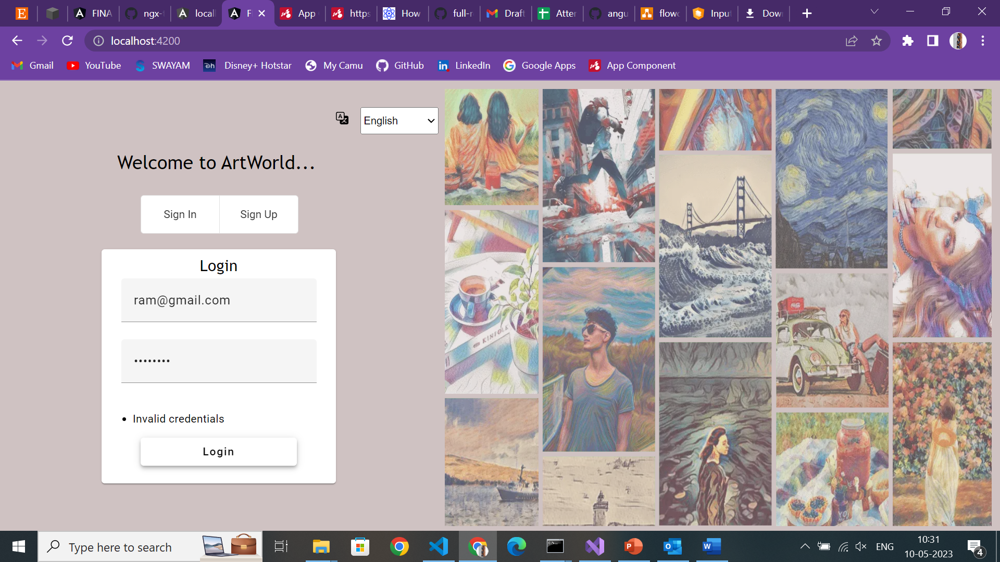 FINA
ngx-
locall
F
App
https
How
full-r
Draft
Atter
angu
flowc
Input
Dow
localhost:4200
Gmail
YouTube
SWAYAM
Disney+ Hotstar
My Camu
GitHub
LinkedIn
Google Apps
App Component
English
Welcome to ArtWorld...
Sign In
Sign Up
Login
ram@gmail.com
••••••••
Invalid credentials
Login
KINFOLK
Type here to search
ENG
10:31
10-05-2023
4